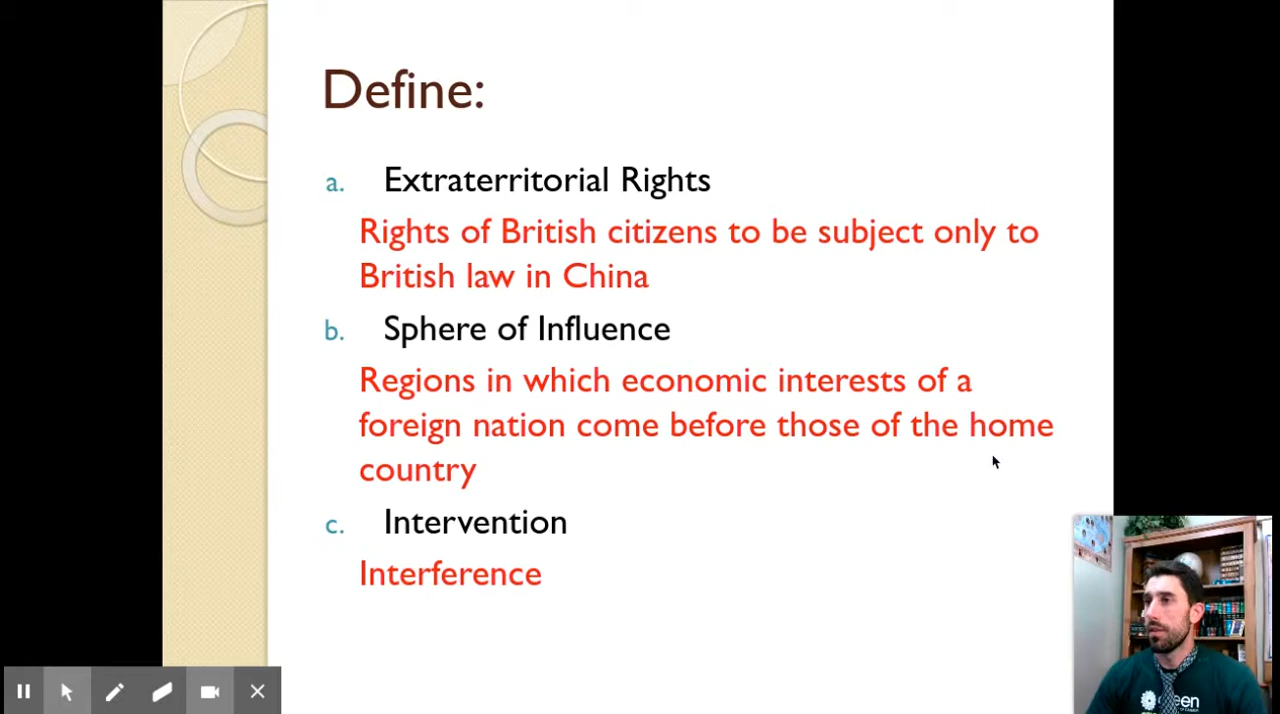 Define:
a. Extraterritorial Rights
Rights of British citizens to be subject only to
British law in China
b. Sphere of Influence
Regions in which economic interests of a
foreign nation come before those of the home
country
c. Intervention
Interference